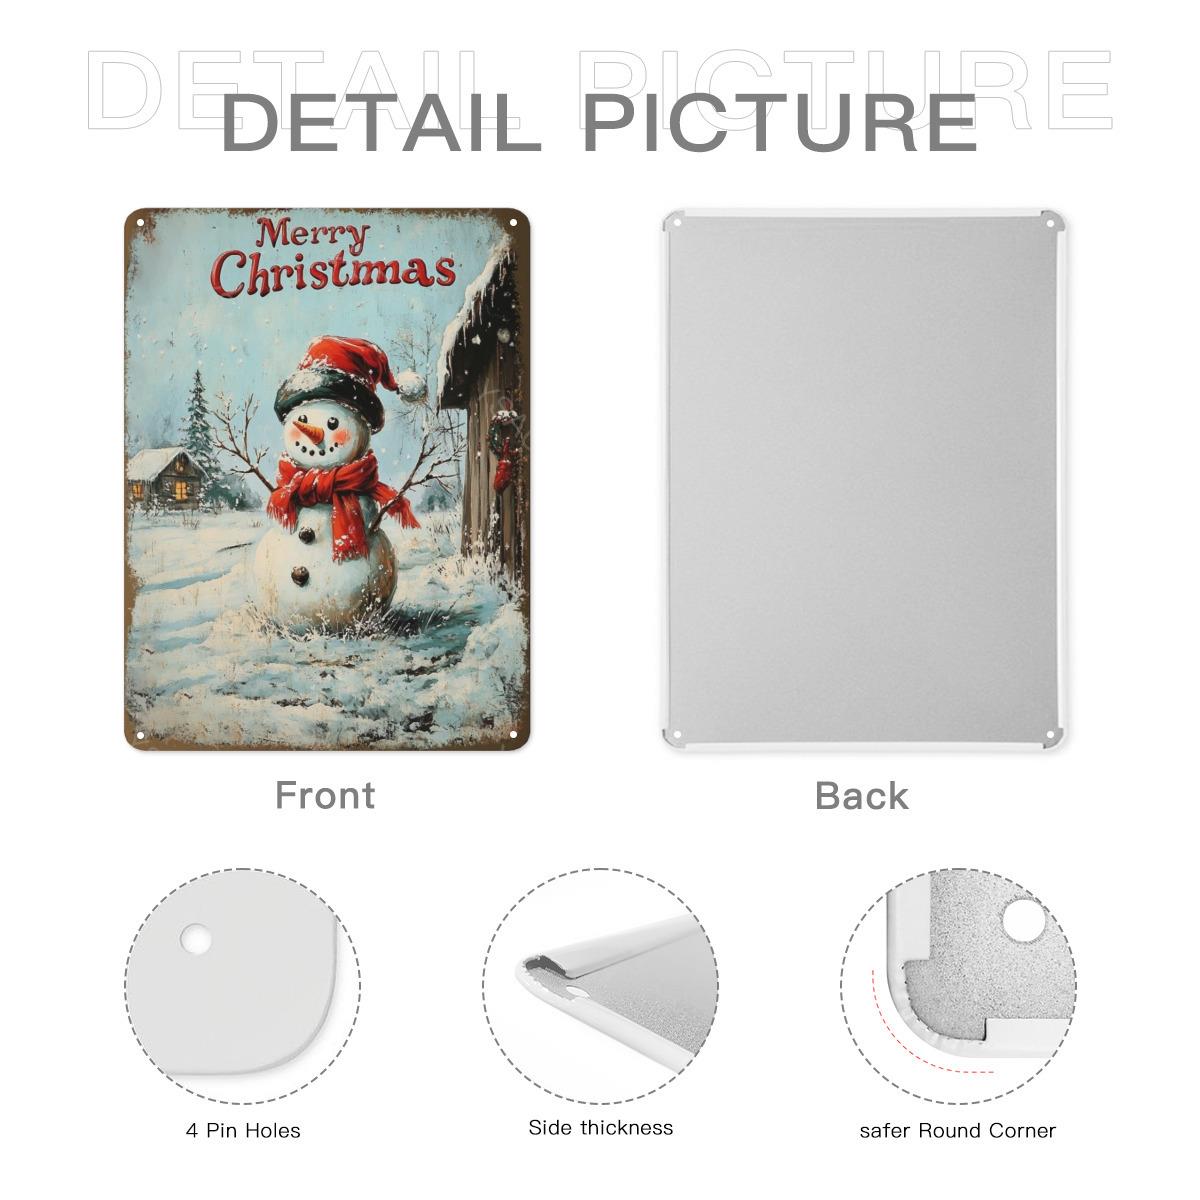 DETAIL PICTURE
DETAIL PICTURE
Merry
Christmas
Front
Back
4 Pin Holes
Side thickness
safer Round Corner